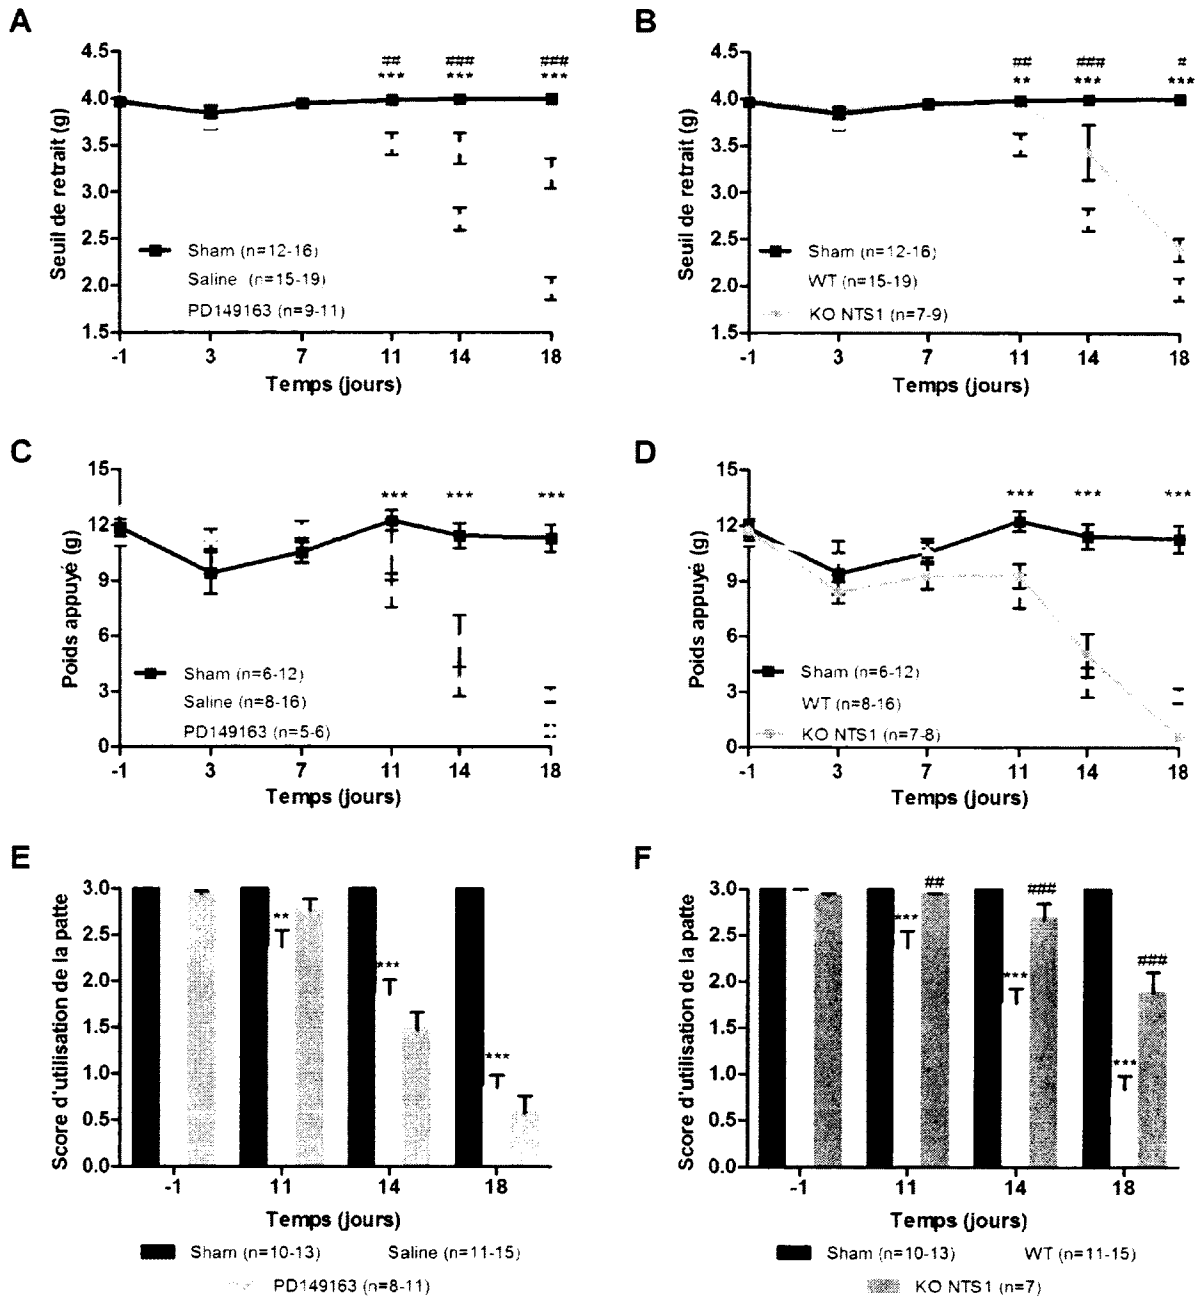 A
4.5
4.0
3.5
3.0
2.5
2.0
1.5
Seuil de retrait (g)
## ### ###
*** *** ***
Sham (n=12-16)
Saline (n=15-19)
PD149163 (n=9-11)
-1 3 7 11 14 18
Temps (jours)
B
4.5
4.0
3.5
3.0
2.5
2.0
1.5
Seuil de retrait (g)
## ### #
** *** ***
Sham (n=12-16)
WT (n=15-19)
KO NTS1 (n=7-9)
-1 3 7 11 14 18
Temps (jours)
C
15
12
9
6
3
0
Poids appuyé (g)
*** *** ***
Sham (n=6-12)
Saline (n=8-16)
PD149163 (n=5-6)
-1 3 7 11 14 18
Temps (jours)
D
15
12
9
6
3
0
Poids appuyé (g)
*** *** ***
Sham (n=6-12)
WT (n=8-16)
KO NTS1 (n=7-8)
-1 3 7 11 14 18
Temps (jours)
E
3.0
2.5
2.0
1.5
1.0
0.5
0.0
Score d'utilisation de la patte
** *** ***
-1 11 14 18
Temps (jours)
Sham (n=10-13) Saline (n=11-15)
PD149163 (n=8-11)
F
3.0
2.5
2.0
1.5
1.0
0.5
0.0
Score d'utilisation de la patte
## ### ###
*** *** ***
-1 11 14 18
Temps (jours)
Sham (n=10-13) WT (n=11-15)
KO NTS1 (n=7)